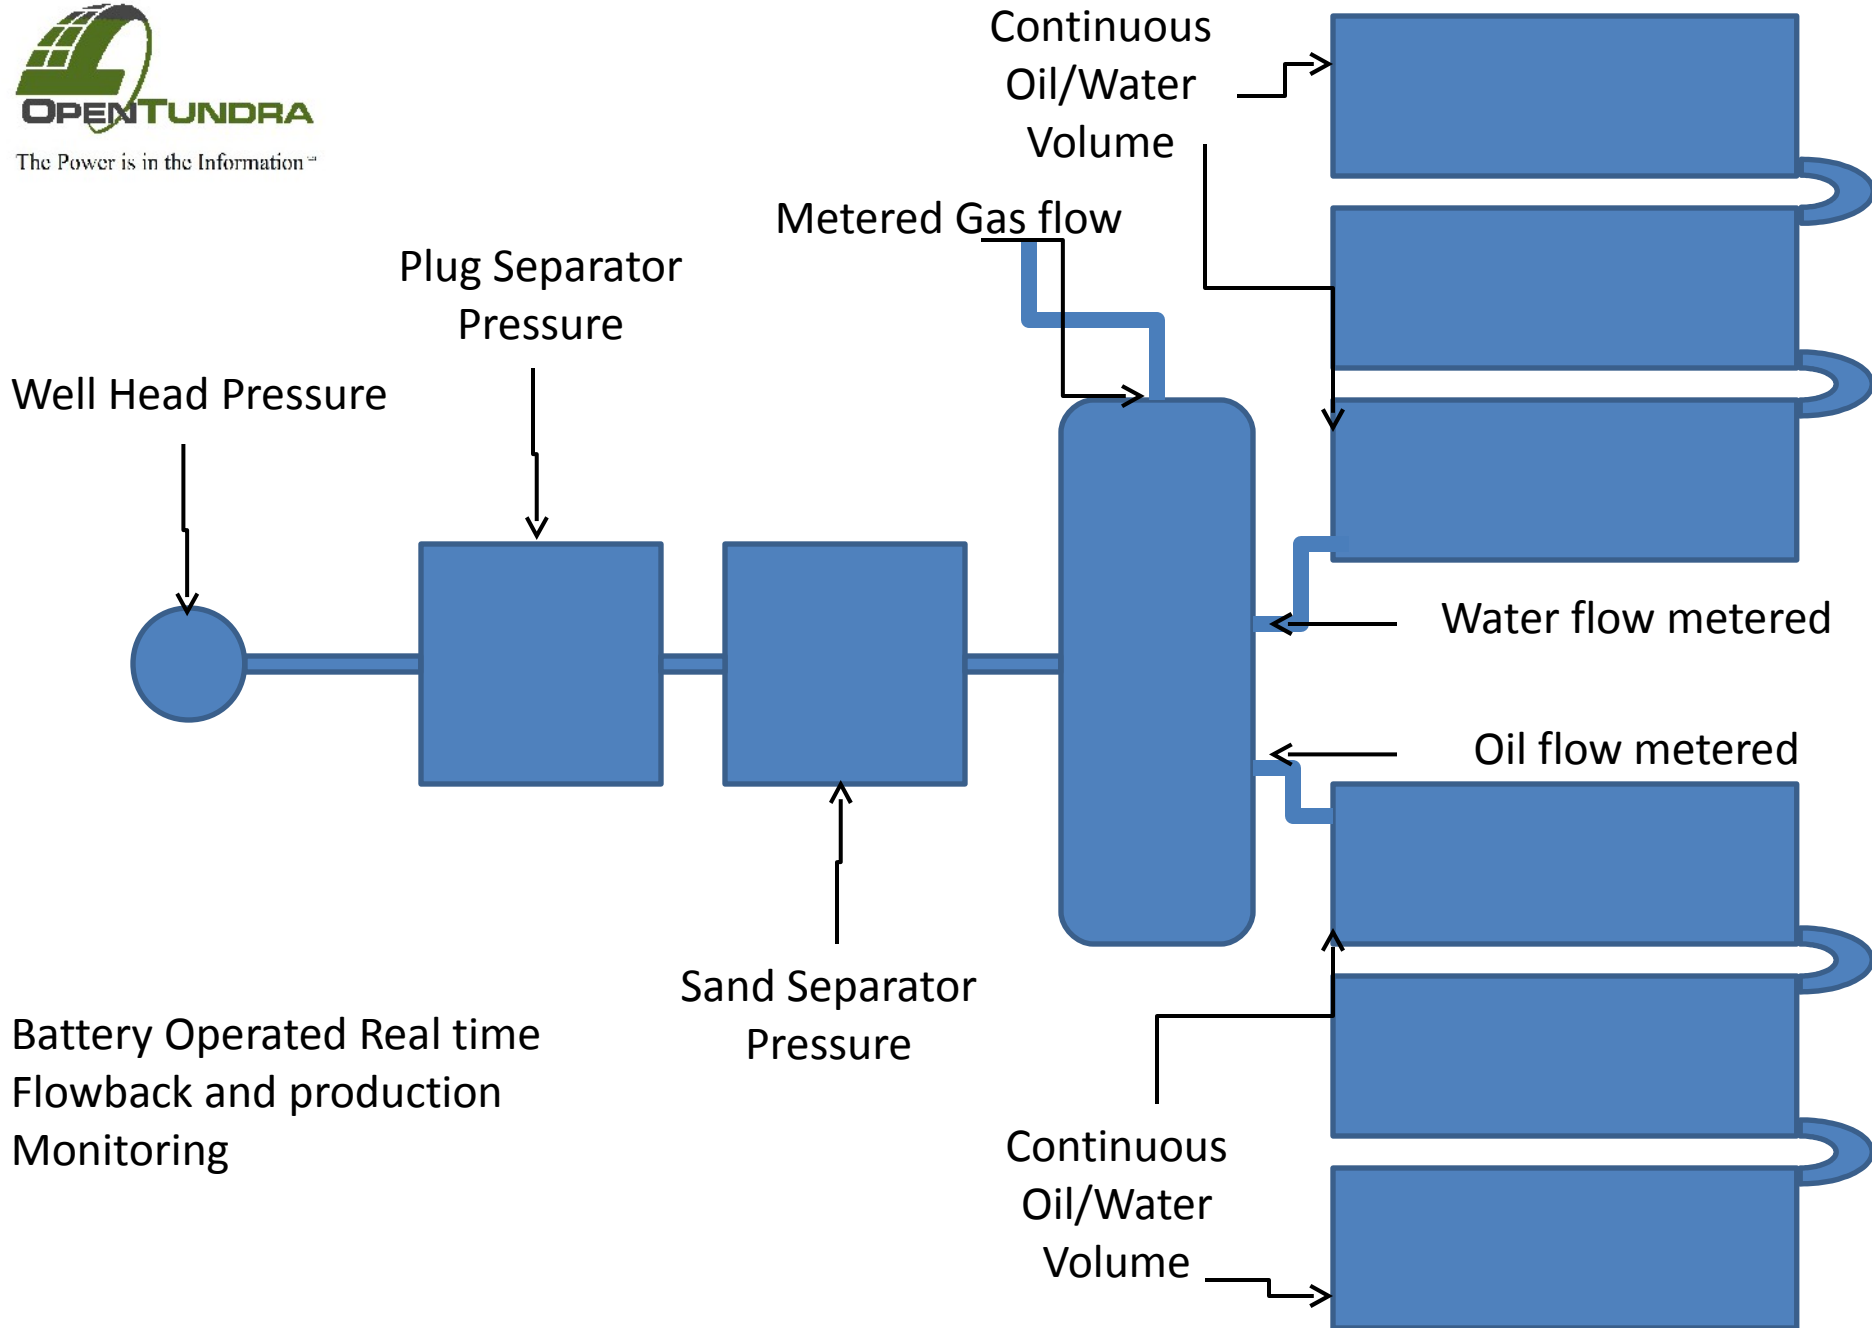 OPENTUNDRA
The Power is in the Information
Continuous
Oil/Water
Volume
Metered Gas flow
Plug Separator
Pressure
Well Head Pressure
Water flow metered
Oil flow metered
Sand Separator
Pressure
Battery Operated Real time
Flowback and production
Monitoring
Continuous
Oil/Water
Volume